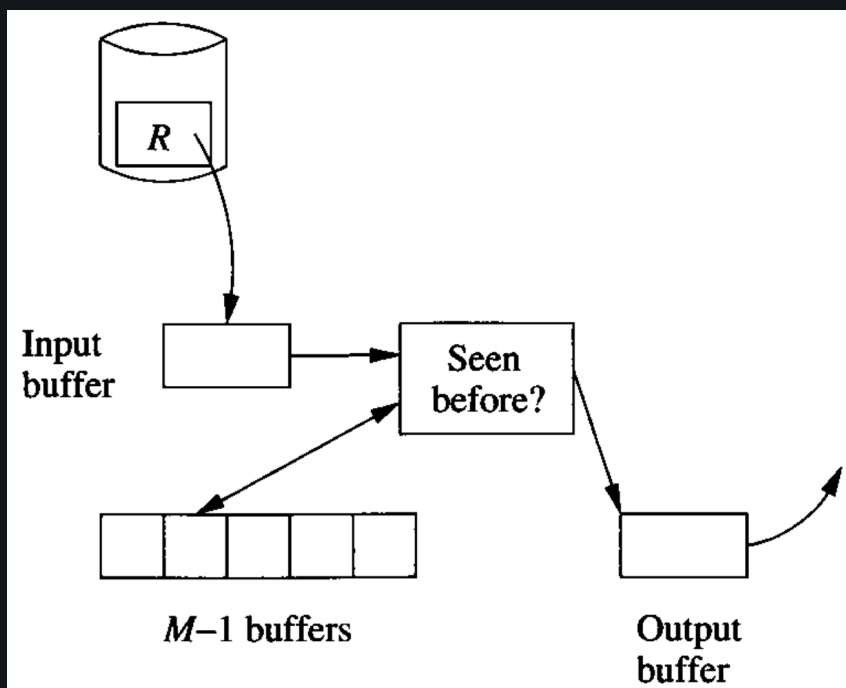 R
Input
buffer
Seen
before?
M−1 buffers
Output
buffer